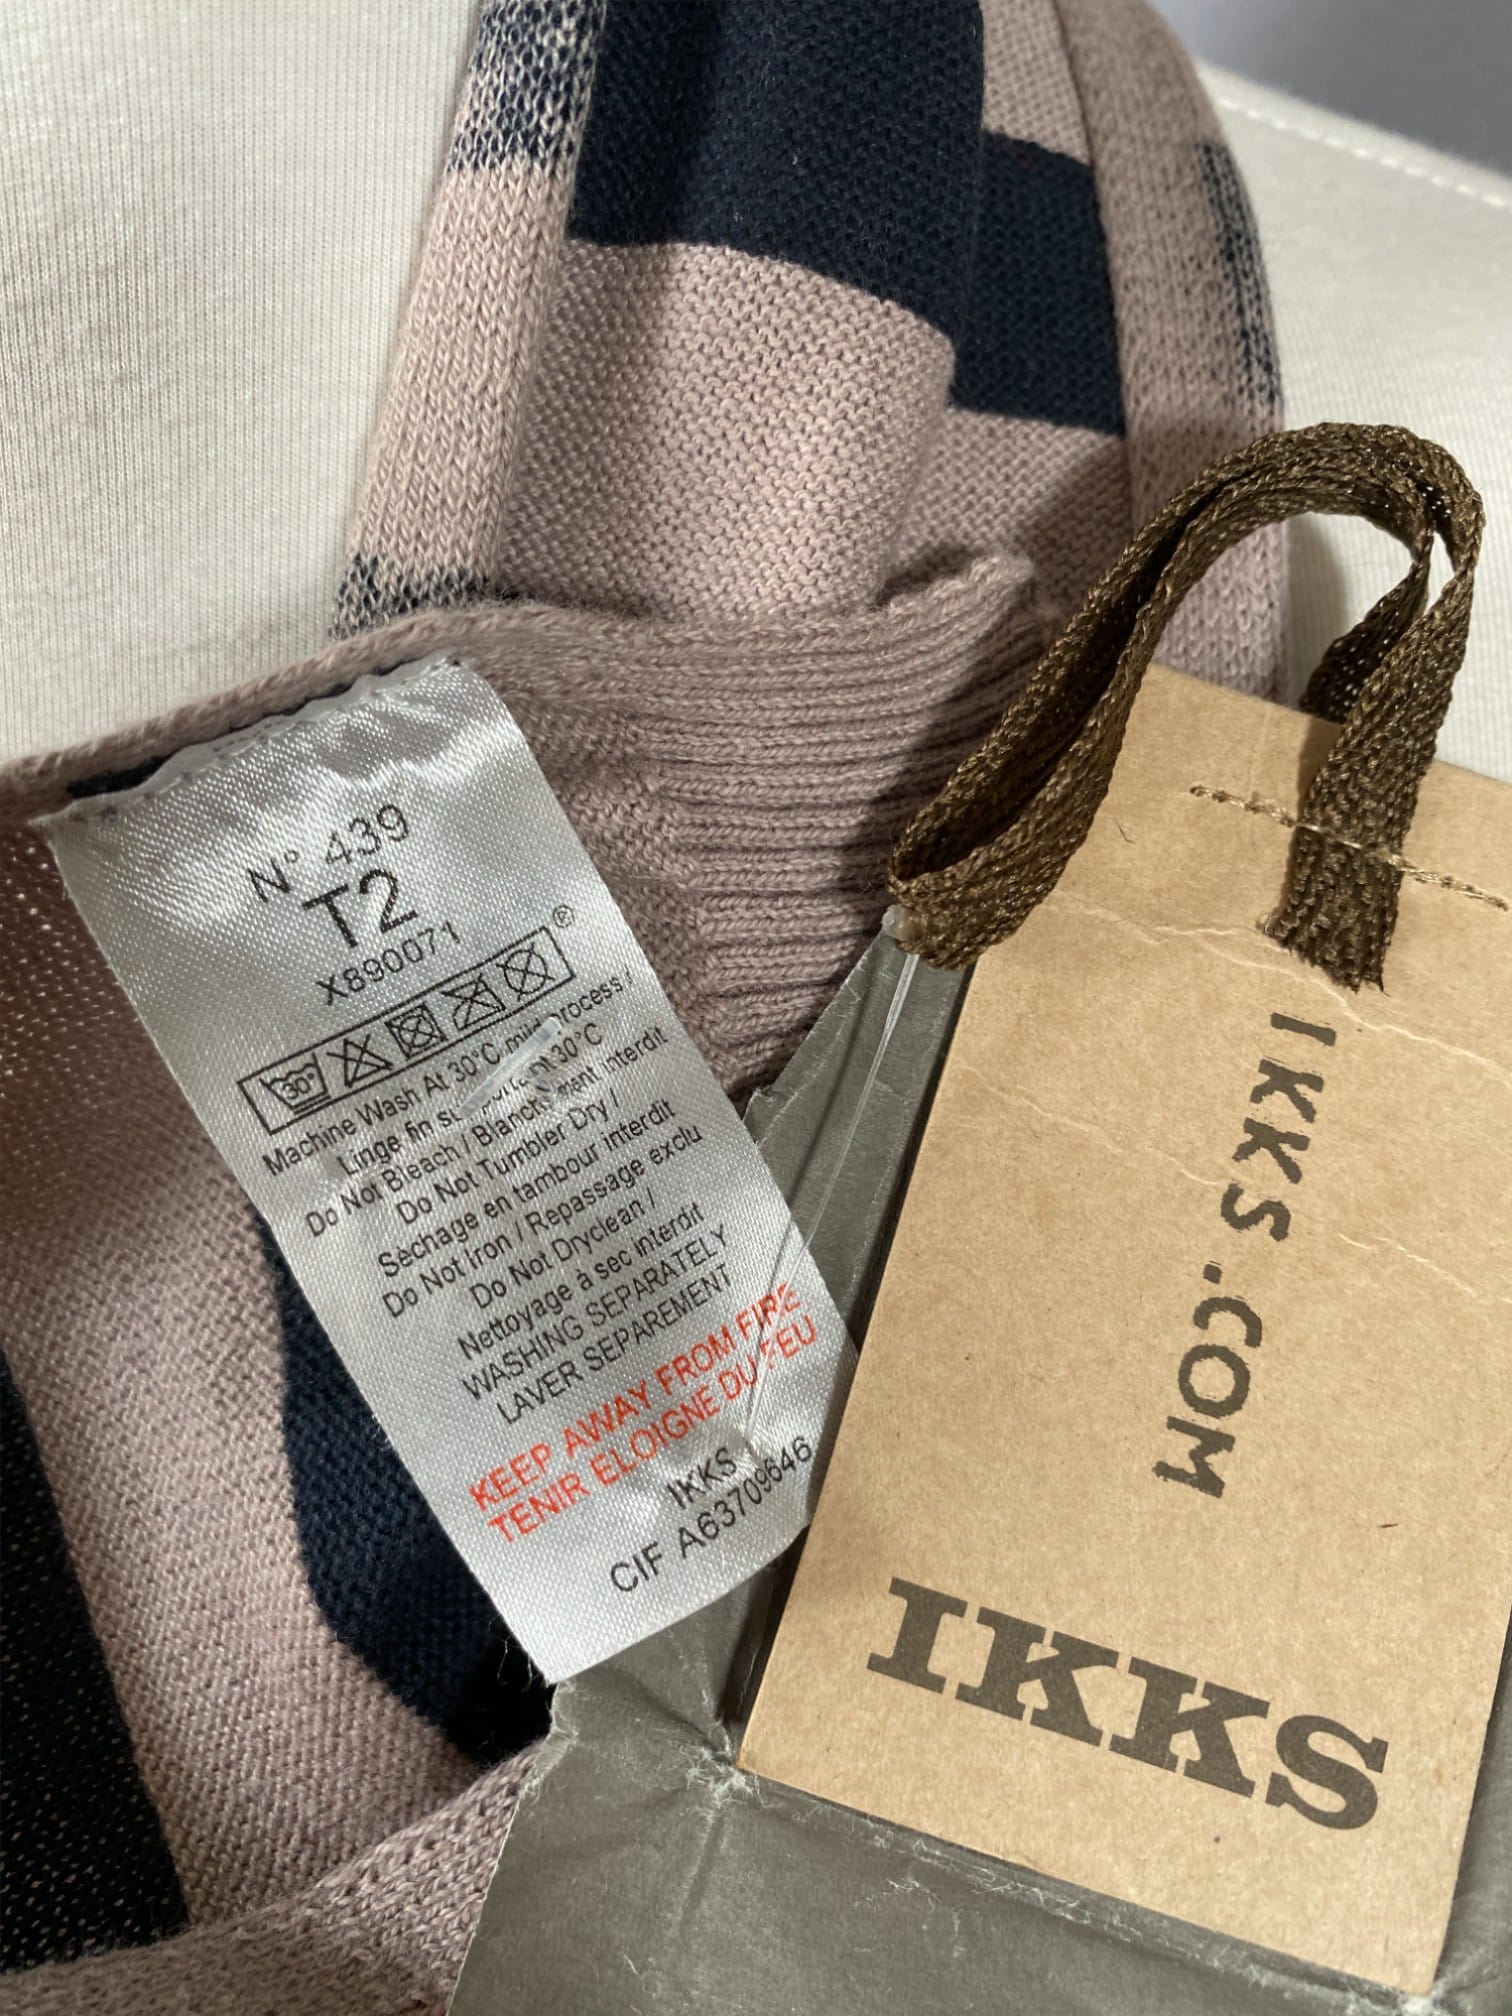 N° 439
T2
X890071
®
30°
Machine Wash At 30°C mild process /
Linge fin 30°C
Do Not Bleach / interdit
Do Not Tumbler Dry /
Séchage en tambour interdit
Do Not Iron / Repassage exclu
Do Not Dryclean /
Nettoyage à sec interdit
WASHING SEPARATELY
LAVER SEPAREMENT
KEEP AWAY FROM FIRE
TENIR ELOIGNE DU FEU
IKKS
CIF A63709646
IKKS.COM
IKKS